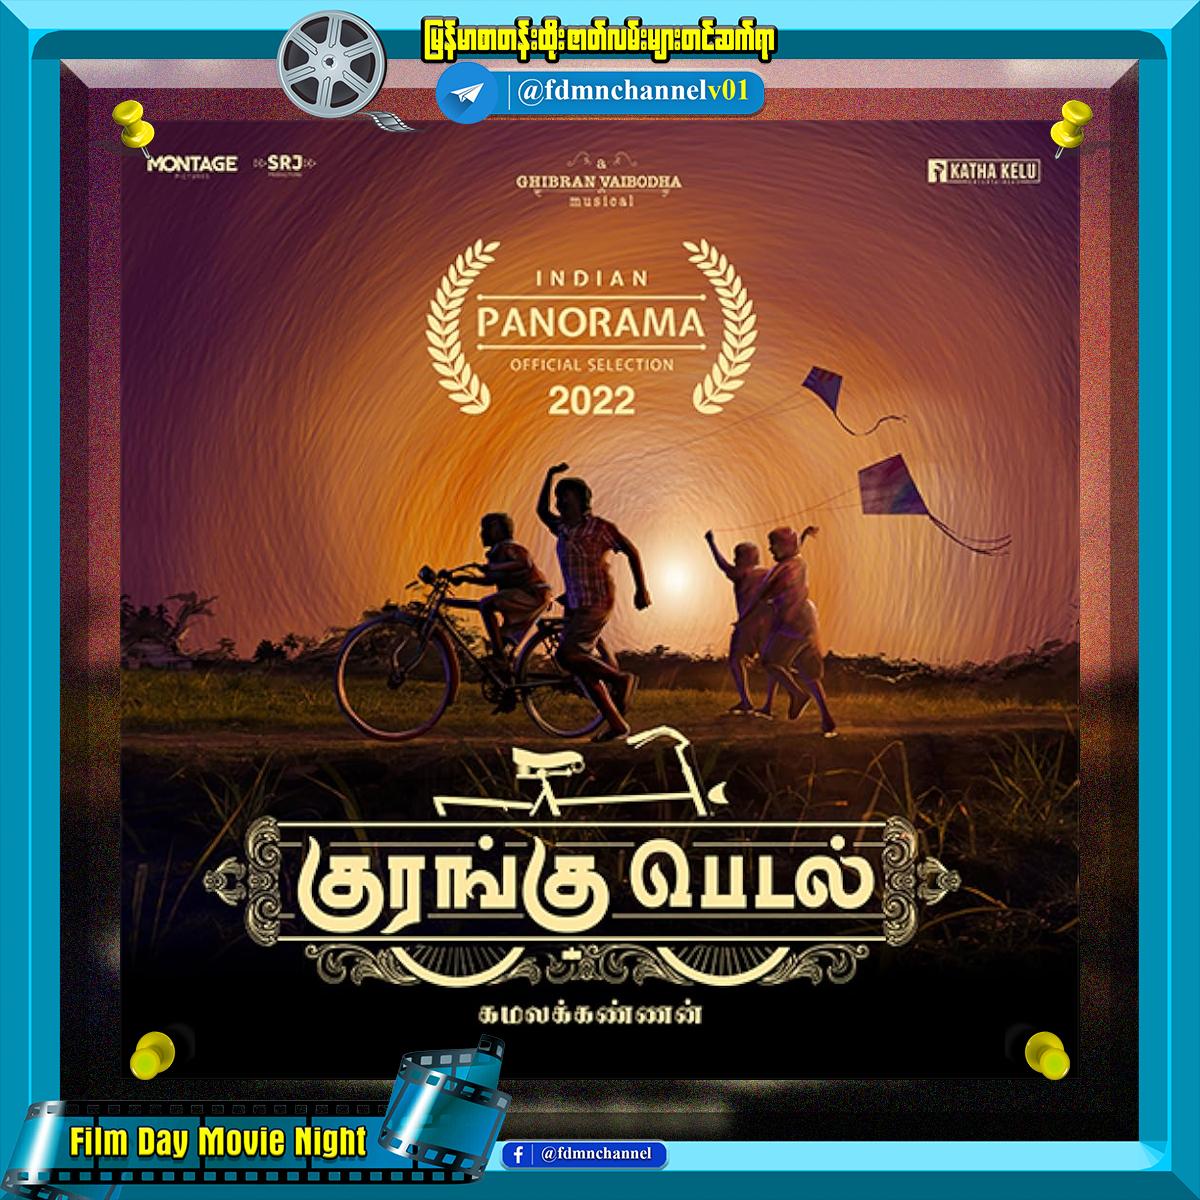 မြန်မာစာတန်းထိုး ဇာတ်လမ်းများတင်ဆက်ရာ
@fdmnchannelv01
MONTAGE
PICTURES
SRJ
PRODUCTIONS
a
GHIBRAN VAIBODHA
musical
KATHA KELU
INDIAN
PANORAMA
OFFICIAL SELECTION
2022
குரங்கு பெடல்
கமலக்கண்ணன்
Film Day Movie Night
f | @fdmnchannel